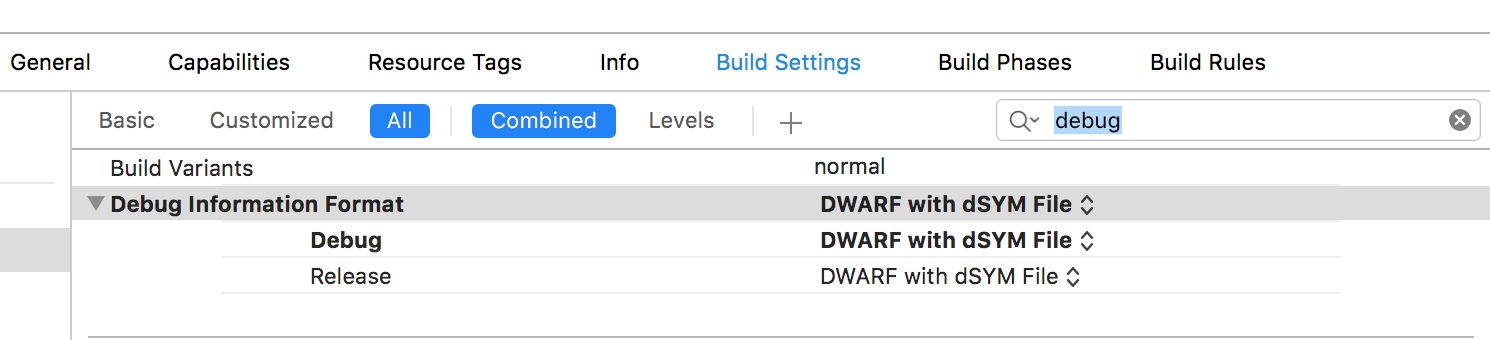 General Capabilities Resource Tags Info Build Settings Build Phases Build Rules
Basic Customized All Combined Levels + debug
Build Variants normal
Debug Information Format DWARF with dSYM File
Debug DWARF with dSYM File
Release DWARF with dSYM File